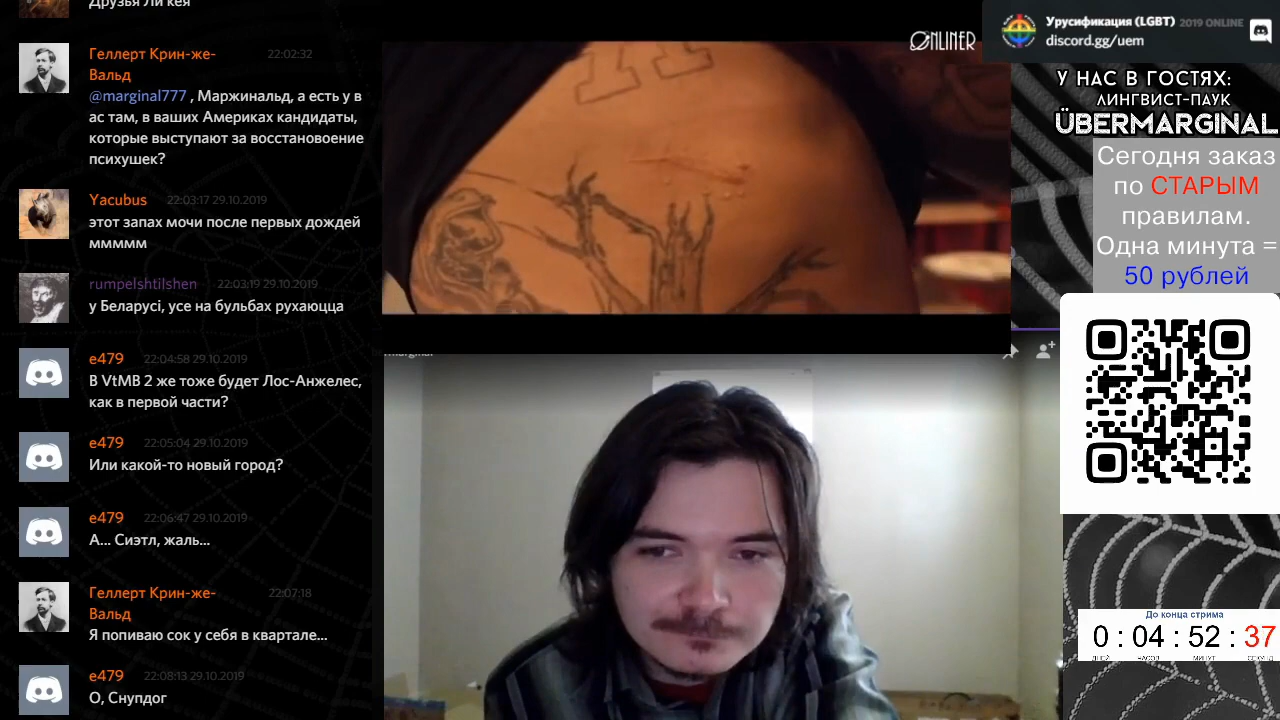 Друзья Ли кея
Геллерт Крин-же-
Вальд
22:02:32
@marginal777 , Маржинальд, а есть у в
ас там, в ваших Америках кандидаты,
которые выступают за восстановоение
психушек?
Yacubus 22:03:17 29.10.2019
этот запах мочи после первых дождей
ммммм
rumpelshtilshen 22:03:19 29.10.2019
у Беларусі, усе на бульбах рухаюцца
e479 22:04:58 29.10.2019
В VtMB 2 же тоже будет Лос-Анжелес,
как в первой части?
e479 22:05:04 29.10.2019
Или какой-то новый город?
e479 22:06:47 29.10.2019
А... Сиэтл, жаль...
Геллерт Крин-же-
Вальд
22:07:18
Я попиваю сок у себя в квартале...
e479 22:08:13 29.10.2019
О, Снупдог
ONLINER
Урусификация (LGBT) 2019 ONLINE
discord.gg/uem
У НАС В ГОСТЯХ:
ЛИНГВИСТ-ПАУК
ÜBERMARGINAL
Сегодня заказ
по СТАРЫМ
правилам.
Одна минута =
50 рублей
До конца стрима
0 : 04 : 52 : 37
ДНЕЙ ЧАСОВ МИНУТ СЕКУНД